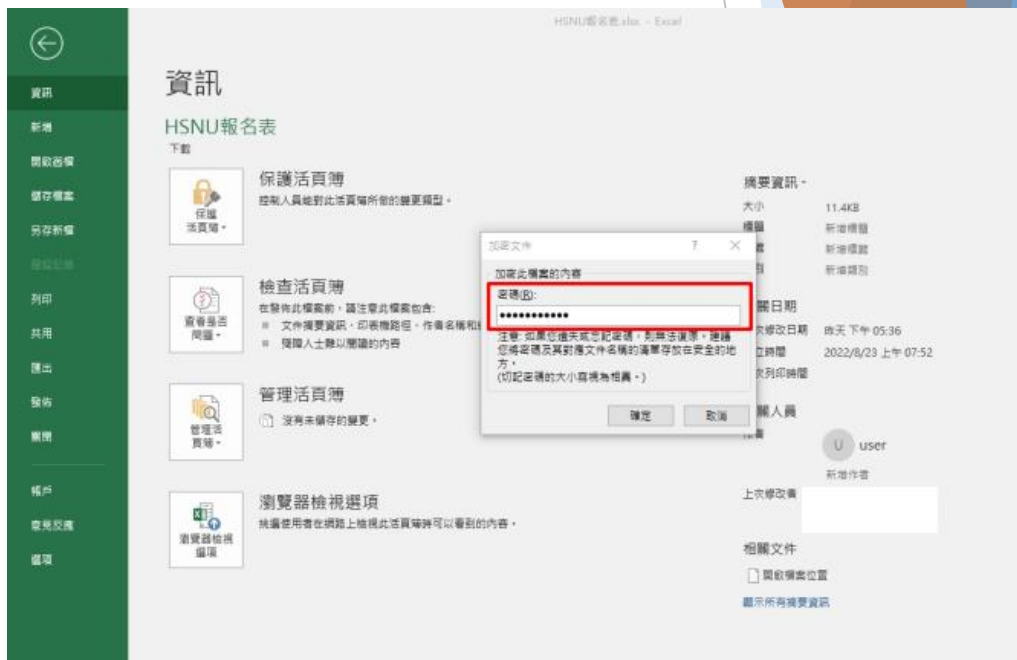 HSNU報名表.xlsx - Excel
資訊
新增
開啟舊檔
儲存檔案
另存新檔
列印
共用
匯出
發佈
關閉
帳戶
意見反應
選項
資訊
HSNU報名表
下載
保護活頁簿
保護活頁簿
控制人員能對此活頁簿所做的變更類型。
檢查活頁簿
查看是否問題
在發佈此檔案前，請注意此檔案包含:
文件摘要資訊、印表機路徑、作者名稱和
殘障人士難以閱讀的內容
管理活頁簿
管理活頁簿
沒有未儲存的變更。
瀏覽器檢視選項
瀏覽器檢視選項
挑選使用者在網路上檢視此活頁簿時可以看到的內容。
加密文件
? ×
加密此檔案的內容
密碼(R):
•••••••••••
注意: 如果您遺失或忘記密碼，則無法復原。建議
您將密碼及其對應文件名稱的清單存放在安全的地
方。
(切記密碼的大小寫視為相異。)
確定
取消
摘要資訊
大小 11.4KB
標籤 新增標籤
新增標題
新增類別
關日期
次修改日期 昨天 下午 05:36
立時間 2022/8/23 上午 07:52
次列印時間
關人員
U user
新增作者
上次修改者
相關文件
開啟檔案位置
顯示所有摘要資訊